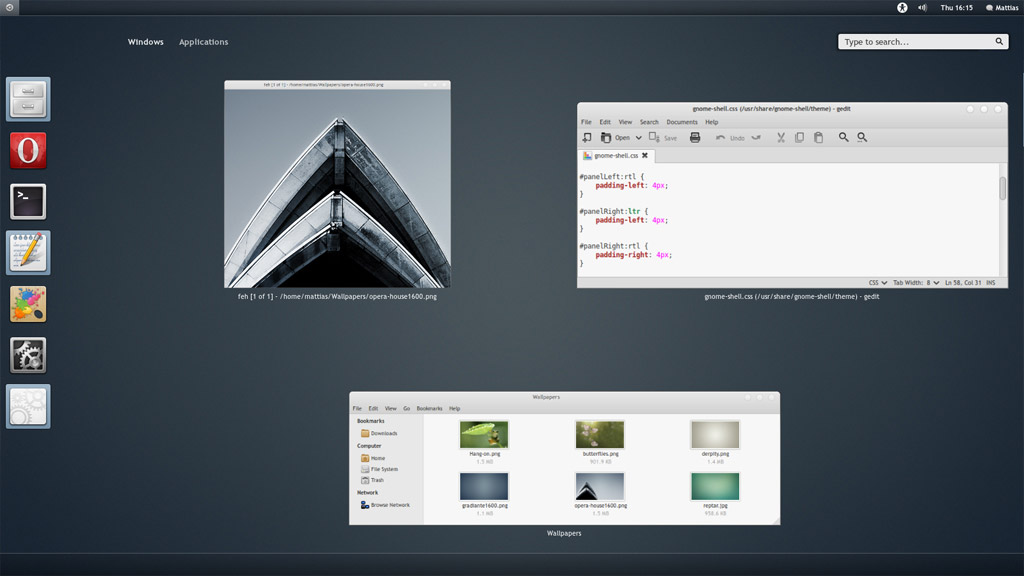 Thu 16:15 Mattias
Windows Applications
Type to search...
feh [1 of 1] - /home/mattias/Wallpapers/opera-house1600.png
feh [1 of 1] - /home/mattias/Wallpapers/opera-house1600.png
gnome-shell.css (/usr/share/gnome-shell/theme) - gedit
File Edit View Search Documents Help
Open Save Undo
gnome-shell.css
#panelLeft:rtl {
padding-left: 4px;
}
#panelRight:ltr {
padding-left: 4px;
}
#panelRight:rtl {
padding-right: 4px;
}
CSS Tab Width: 8 Ln 58, Col 31 INS
gnome-shell.css (/usr/share/gnome-shell/theme) - gedit
Wallpapers
File Edit View Go Bookmarks Help
Bookmarks
Downloads
Computer
Home
File System
Trash
Network
Browse Network
Hang-on.png
1.5 MB
butterflies.png
901.9 KB
derpity.png
1.4 MB
gradiante1600.png
1.1 MB
opera-house1600.png
1.5 MB
reptar.jpg
Wallpapers